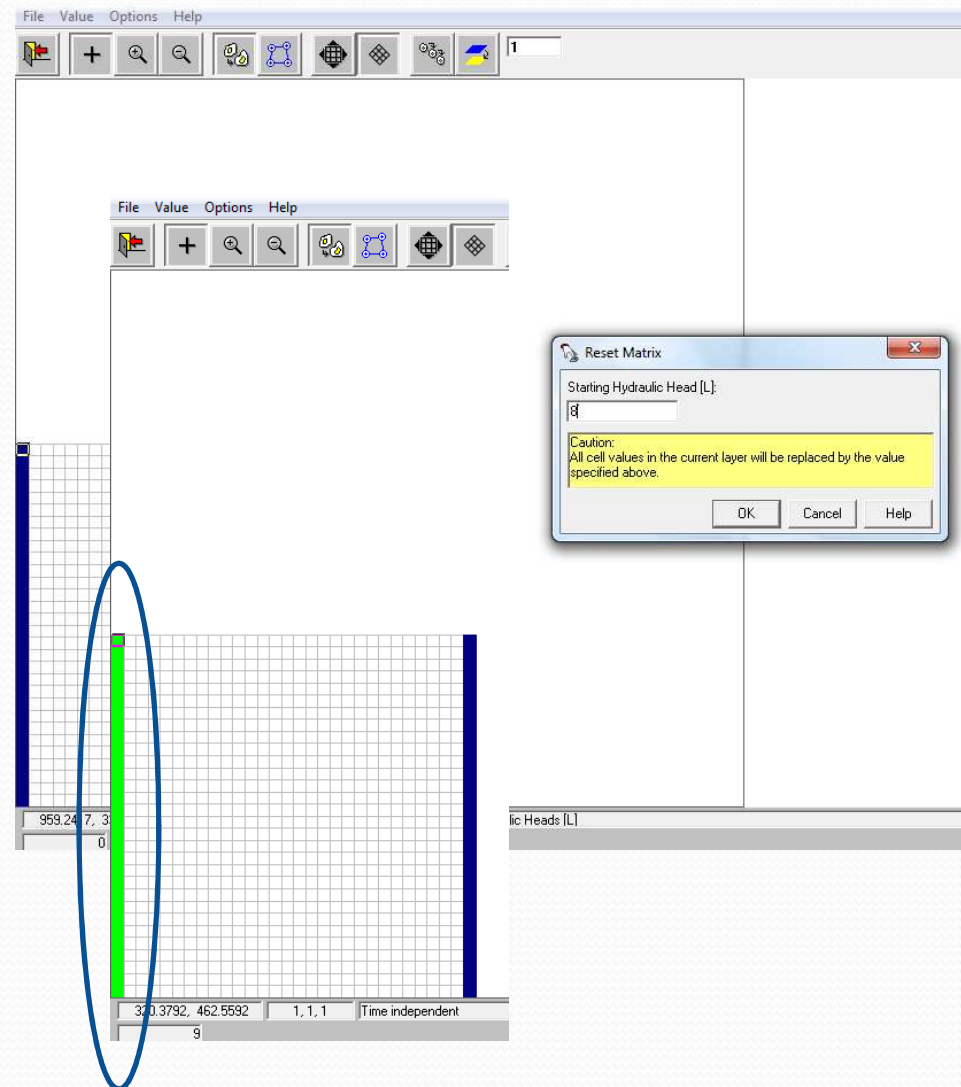 File Value Options Help
1
File Value Options Help
Reset Matrix
Starting Hydraulic Head [L]:
8
Caution:
All cell values in the current layer will be replaced by the value
specified above.
OK Cancel Help
lic Heads [L]
0
320.3792, 462.5592 1, 1, 1 Time independent
9